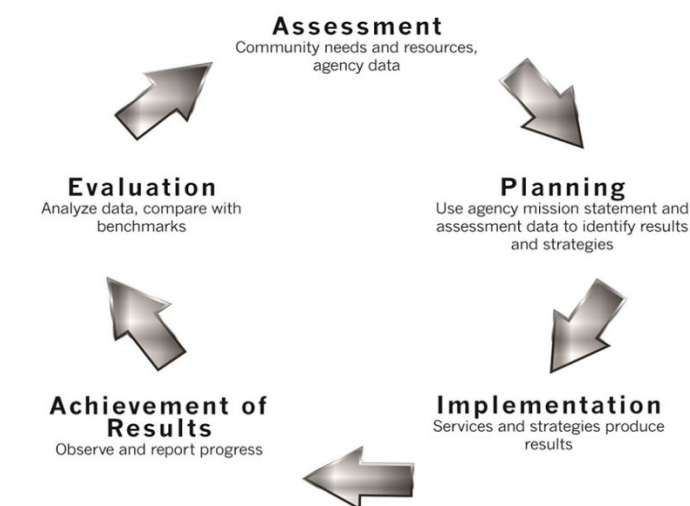 Assessment
Community needs and resources,
agency data
Planning
Use agency mission statement and
assessment data to identify results
and strategies
Implementation
Services and strategies produce
results
Achievement of
Results
Observe and report progress
Evaluation
Analyze data, compare with
benchmarks